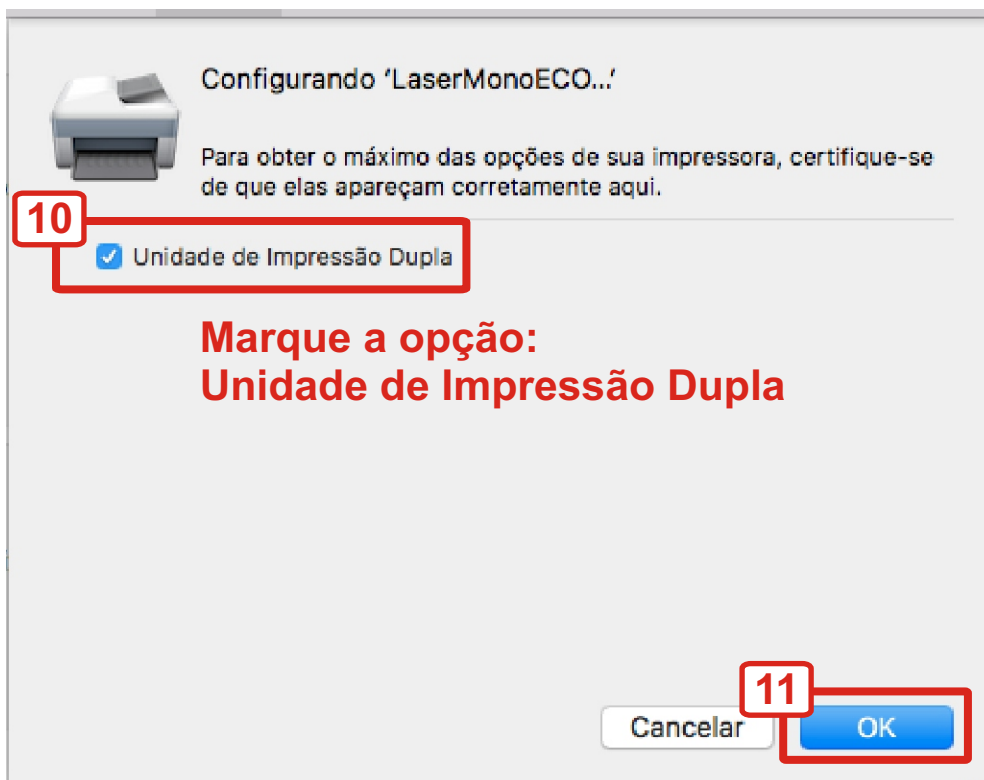 Configurando ‘LaserMonoECO...’
Para obter o máximo das opções de sua impressora, certifique-se
de que elas apareçam corretamente aqui.
10
Unidade de Impressão Dupla
Marque a opção:
Unidade de Impressão Dupla
11
Cancelar
OK